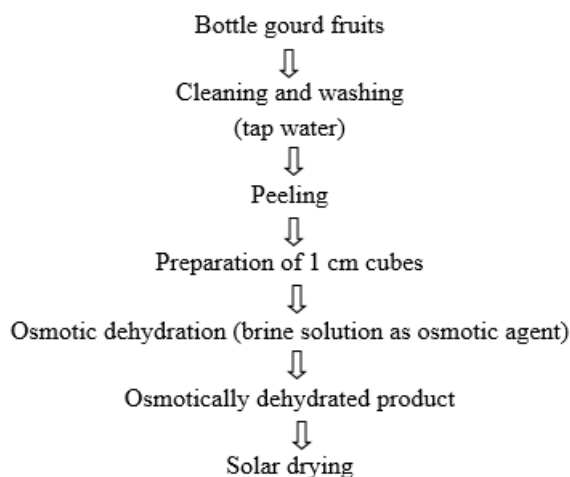 Bottle gourd fruits
Cleaning and washing
(tap water)
Peeling
Preparation of 1 cm cubes
Osmotic dehydration (brine solution as osmotic agent)
Osmotically dehydrated product
Solar drying